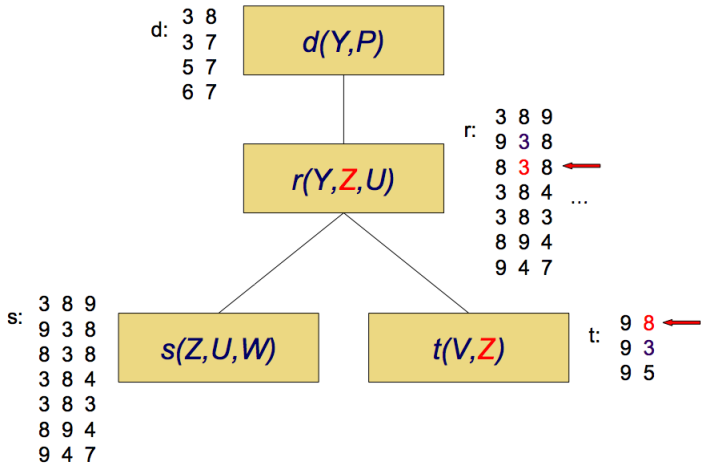 d:
3 8
3 7
5 7
6 7
d(Y,P)
r:
3 8 9
9 3 8
8 3 8
3 8 4
3 8 3
8 9 4
9 4 7
...
r(Y,Z,U)
s:
3 8 9
9 3 8
8 3 8
3 8 4
3 8 3
8 9 4
9 4 7
s(Z,U,W)
t(V,Z)
t:
9 8
9 3
9 5